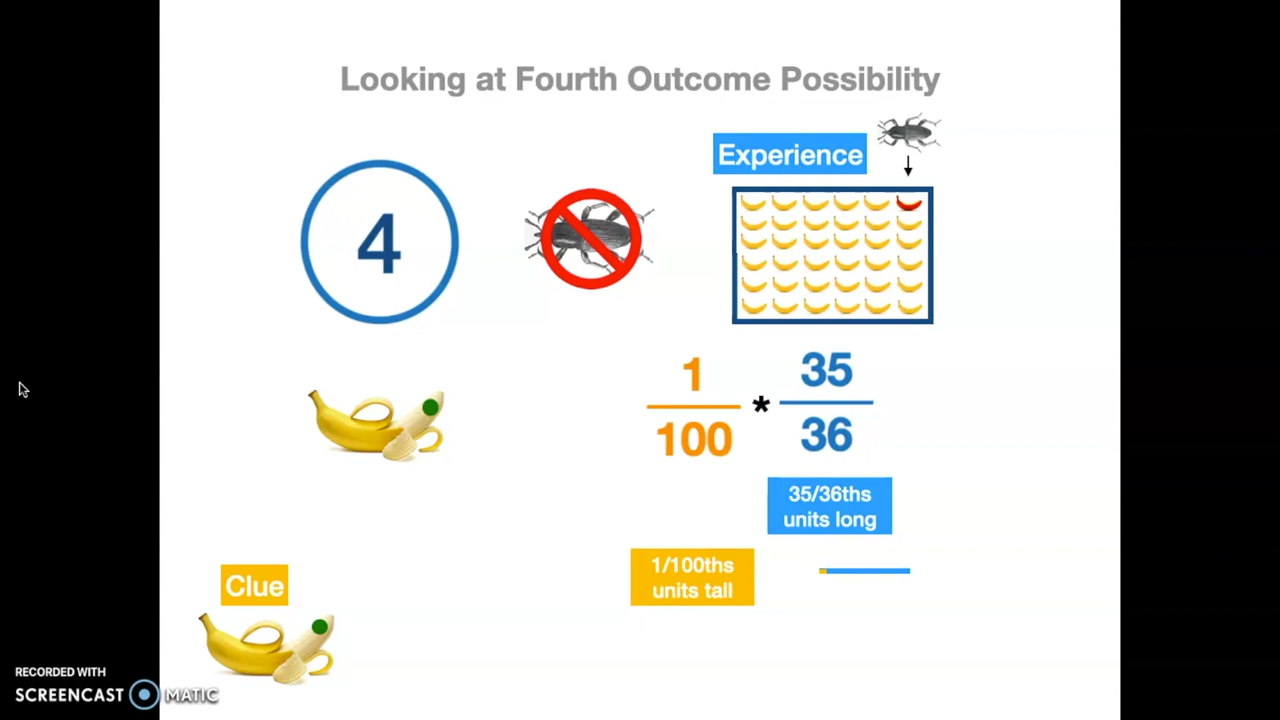 Looking at Fourth Outcome Possibility
Experience
4
1
100
*
35
36
35/36ths
units long
1/100ths
units tall
Clue
RECORDED WITH
SCREENCAST MATIC